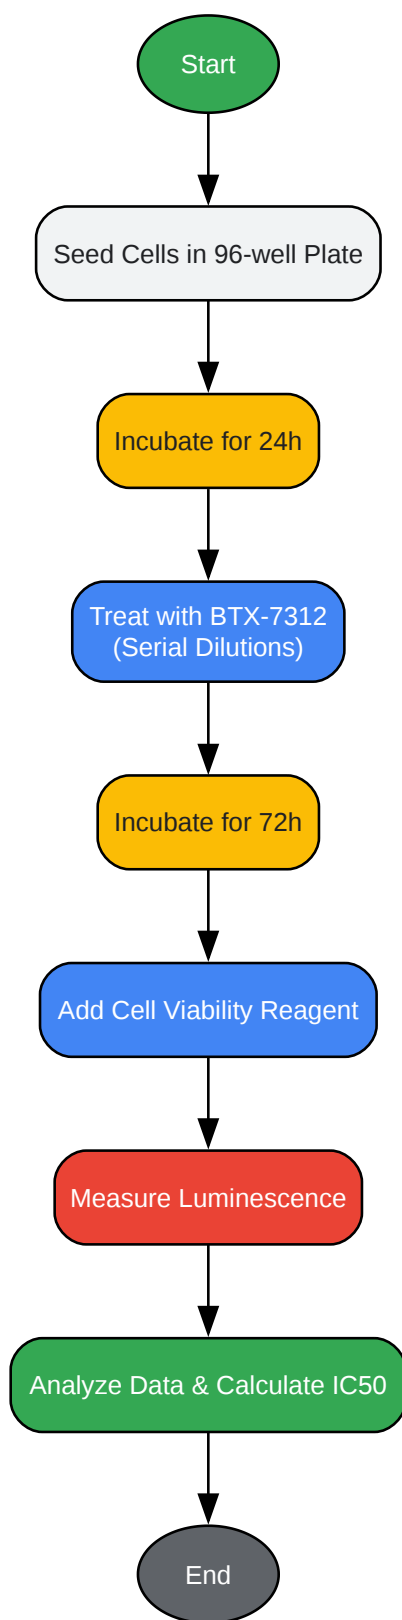 Start
Seed Cells in 96-well Plate
Incubate for 24h
Treat with BTX-7312
(Serial Dilutions)
Incubate for 72h
Add Cell Viability Reagent
Measure Luminescence
Analyze Data & Calculate IC50
End